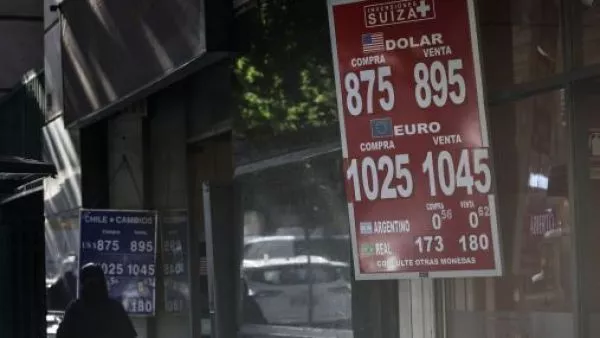 INVERSIONES
SUIZA
DOLAR
COMPRA VENTA
875 895
EURO
COMPRA VENTA
1025 1045
COMPRA VENTA
ARGENTINO 0 56 0 62
REAL 173 180
CONSULTE OTRAS MONEDAS
CHILE CAMBIOS
US$ 875 895
1025 1045
180
ABIERTO